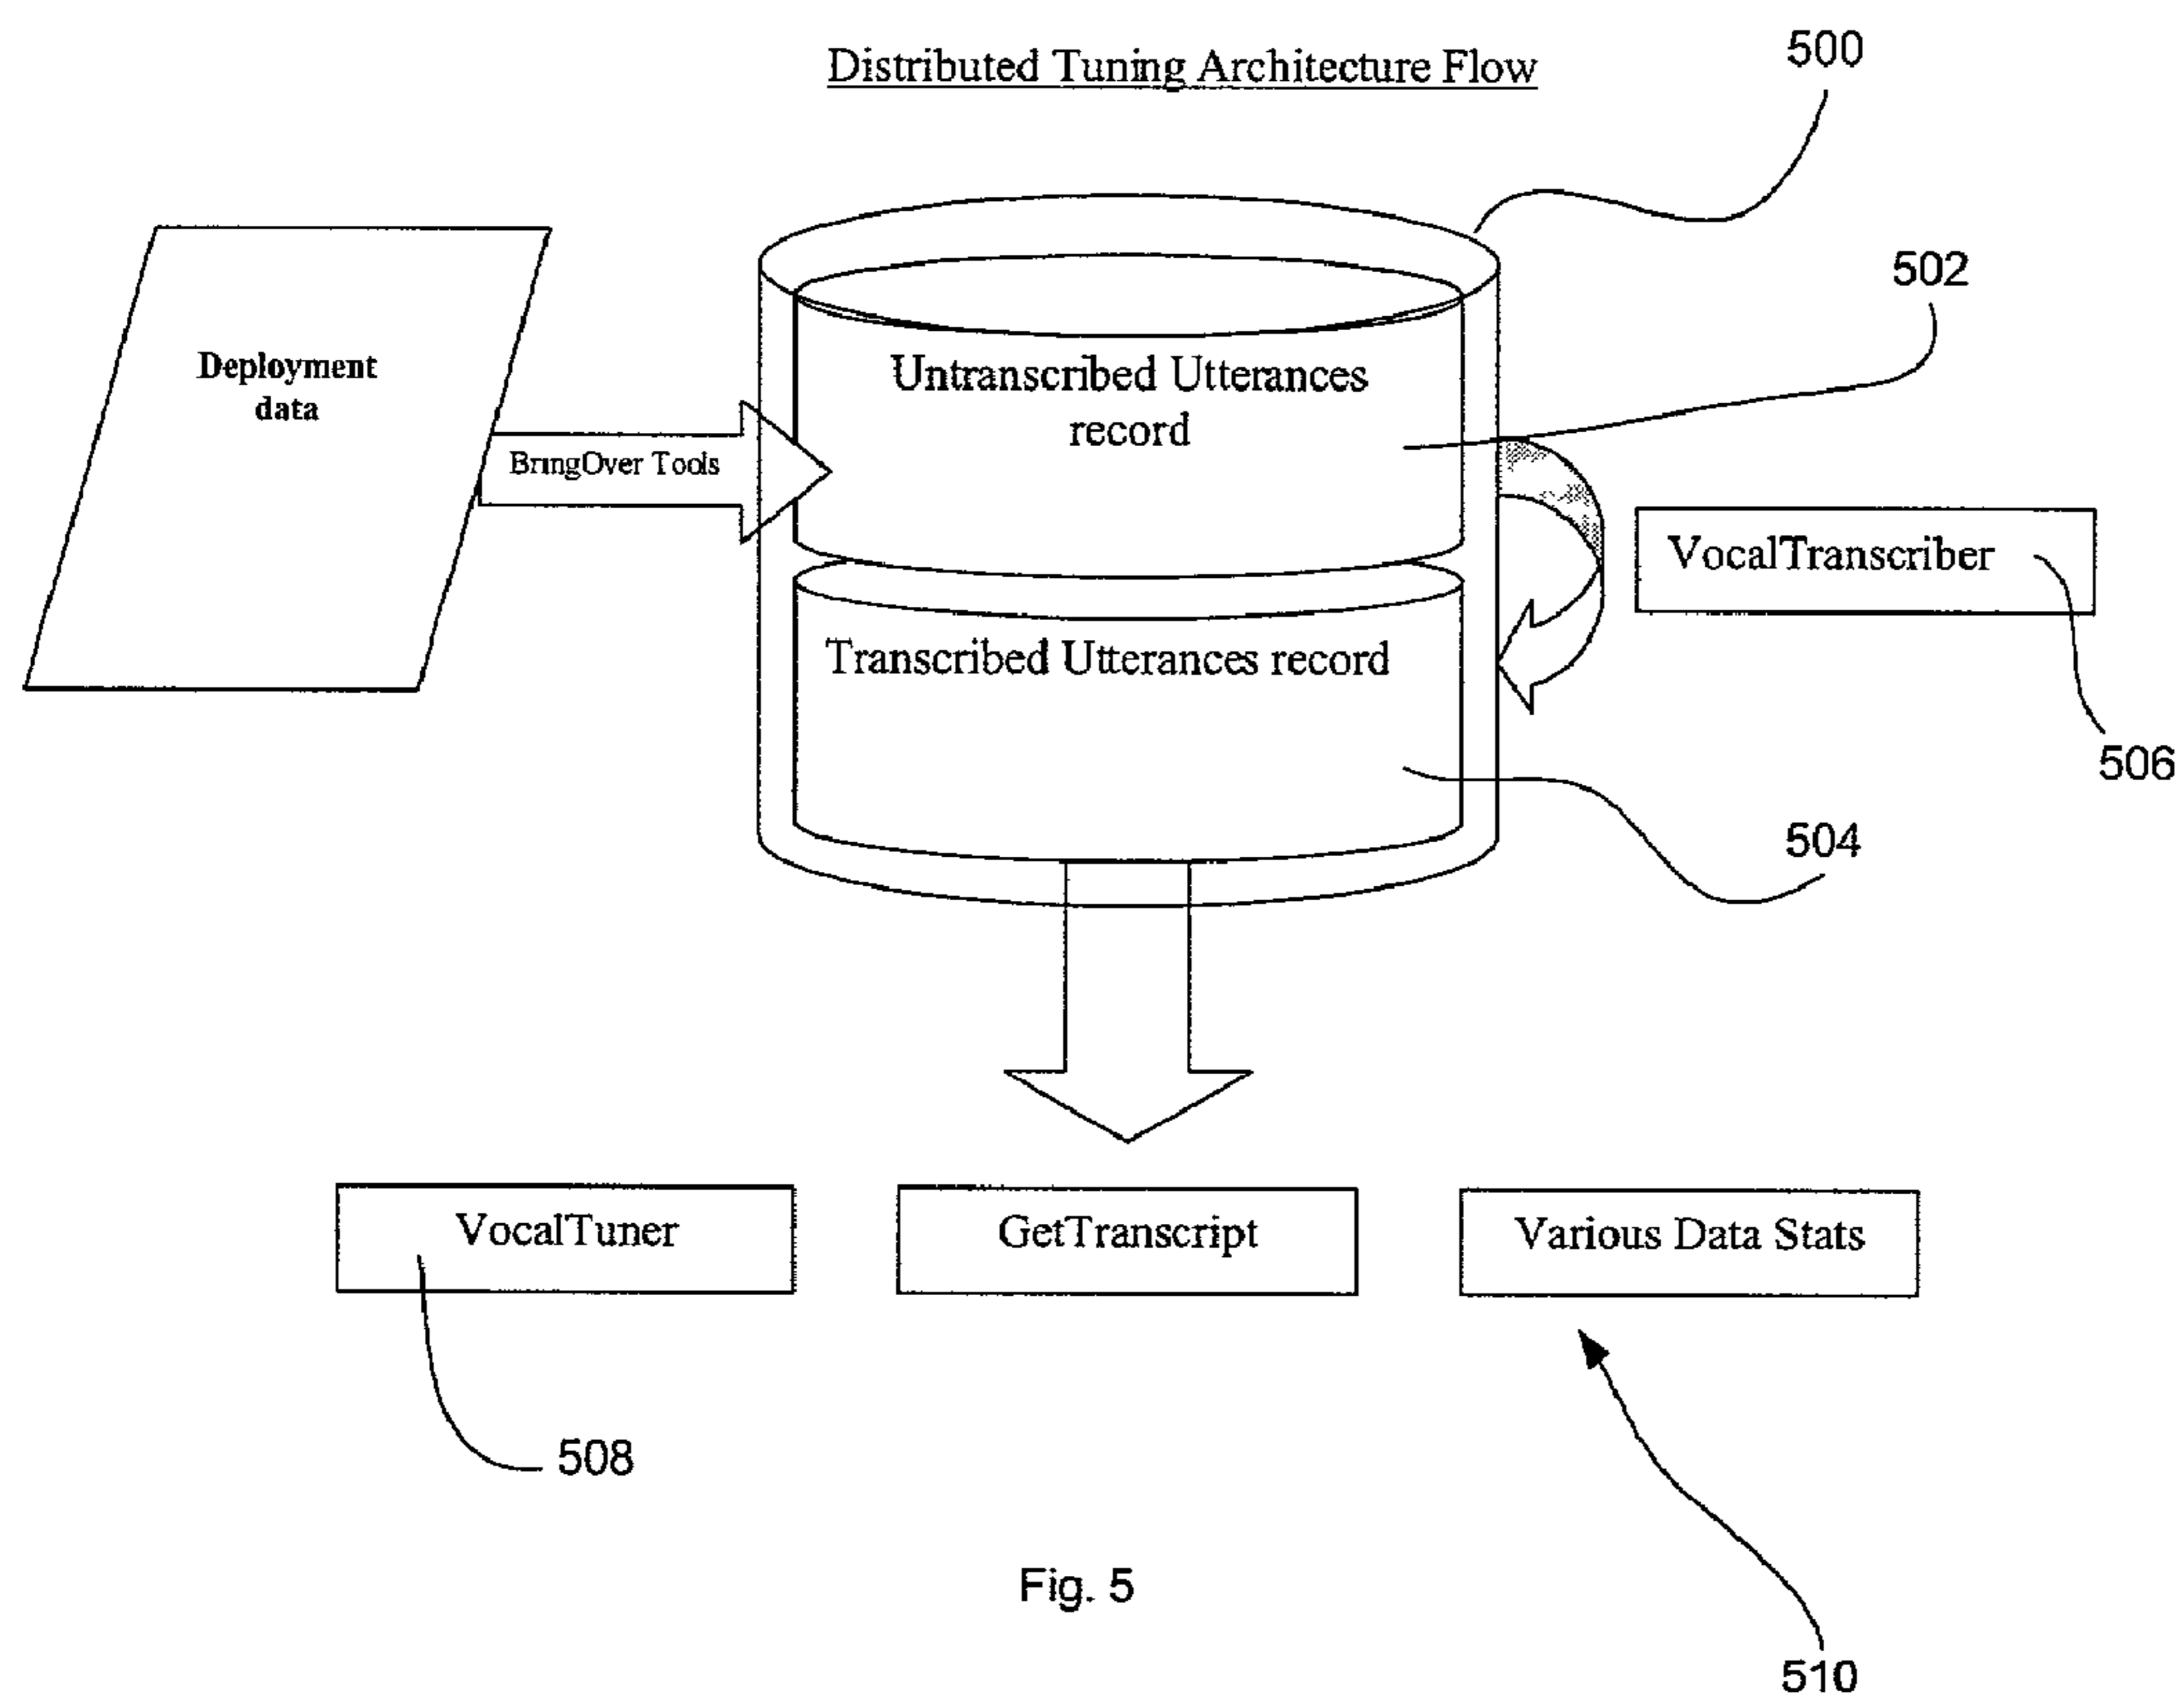 Distributed Tuning Architecture Flow
500
502
Deployment
data
BringOver Tools
Untranscribed Utterances
record
VocalTranscriber
Transcribed Utterances record
506
504
VocalTuner
GetTranscript
Various Data Stats
508
Fig. 5
510